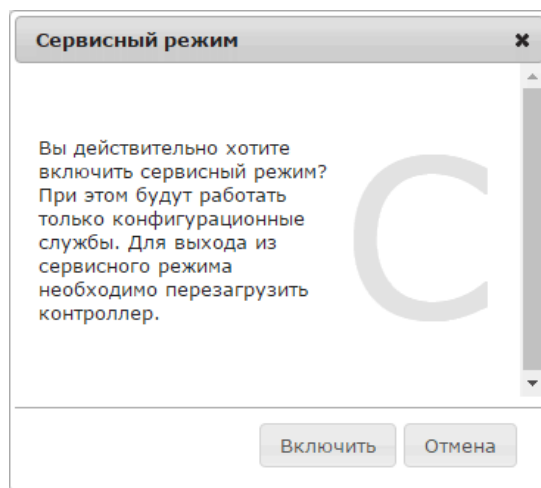 Сервисный режим
Вы действительно хотите
включить сервисный режим?
При этом будут работать
только конфигурационные
службы. Для выхода из
сервисного режима
необходимо перезагрузить
контроллер.
С
Включить Отмена